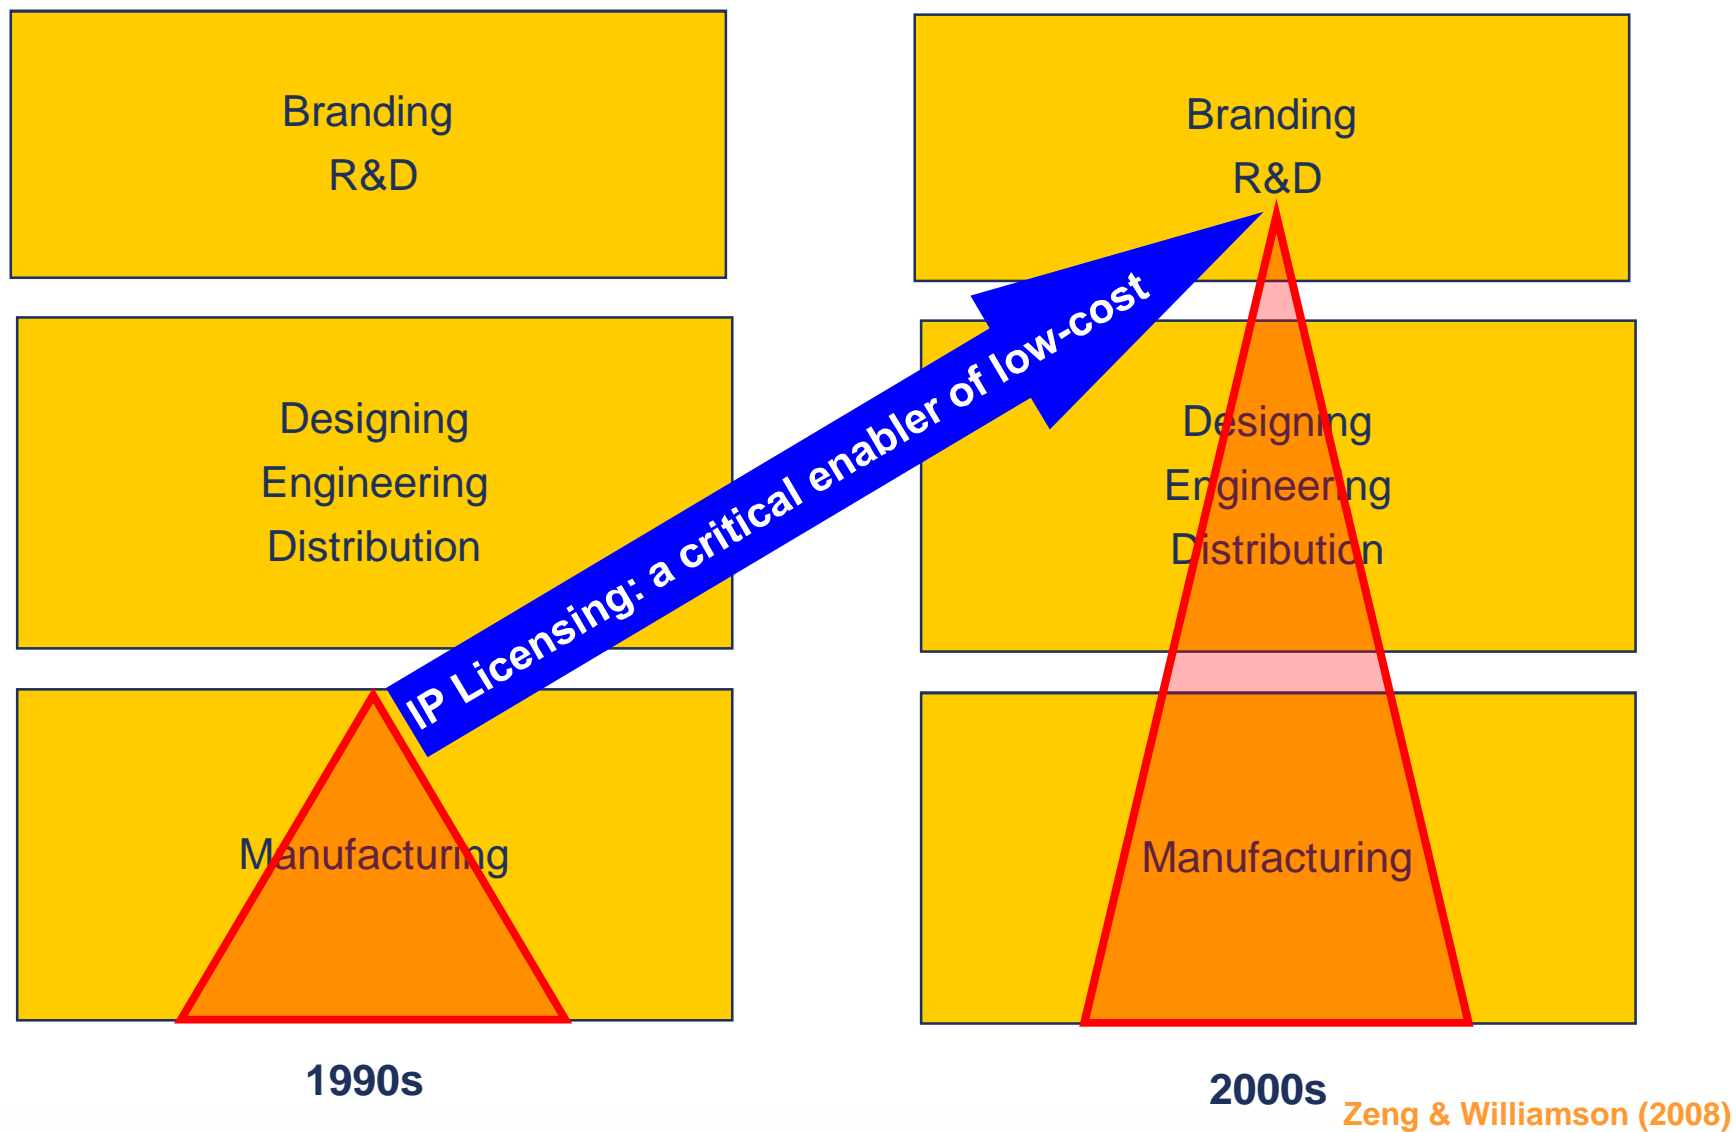 Branding
R&D
Designing
Engineering
Distribution
Manufacturing
1990s
IP Licensing: a critical enabler of low-cost
Branding
R&D
Designing
Engineering
Distribution
Manufacturing
2000s
Zeng & Williamson (2008)